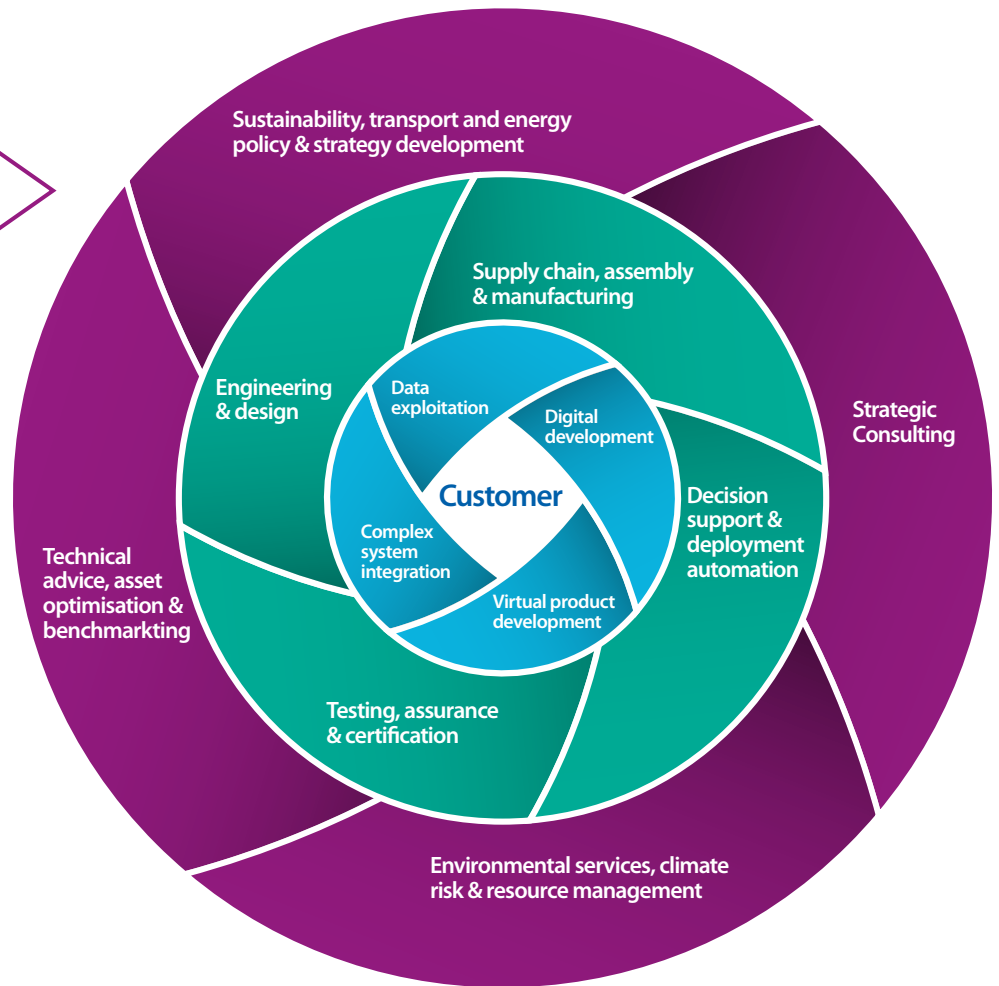 Sustainability, transport and energy
policy & strategy development
Supply chain, assembly
& manufacturing
Engineering
& design
Data
exploitation
Digital
development
Strategic
Consulting
Customer
Decision
support &
deployment
automation
Complex
system
integration
Technical
advice, asset
optimisation &
benchmarkting
Virtual product
development
Testing, assurance
& certification
Environmental services, climate
risk & resource management